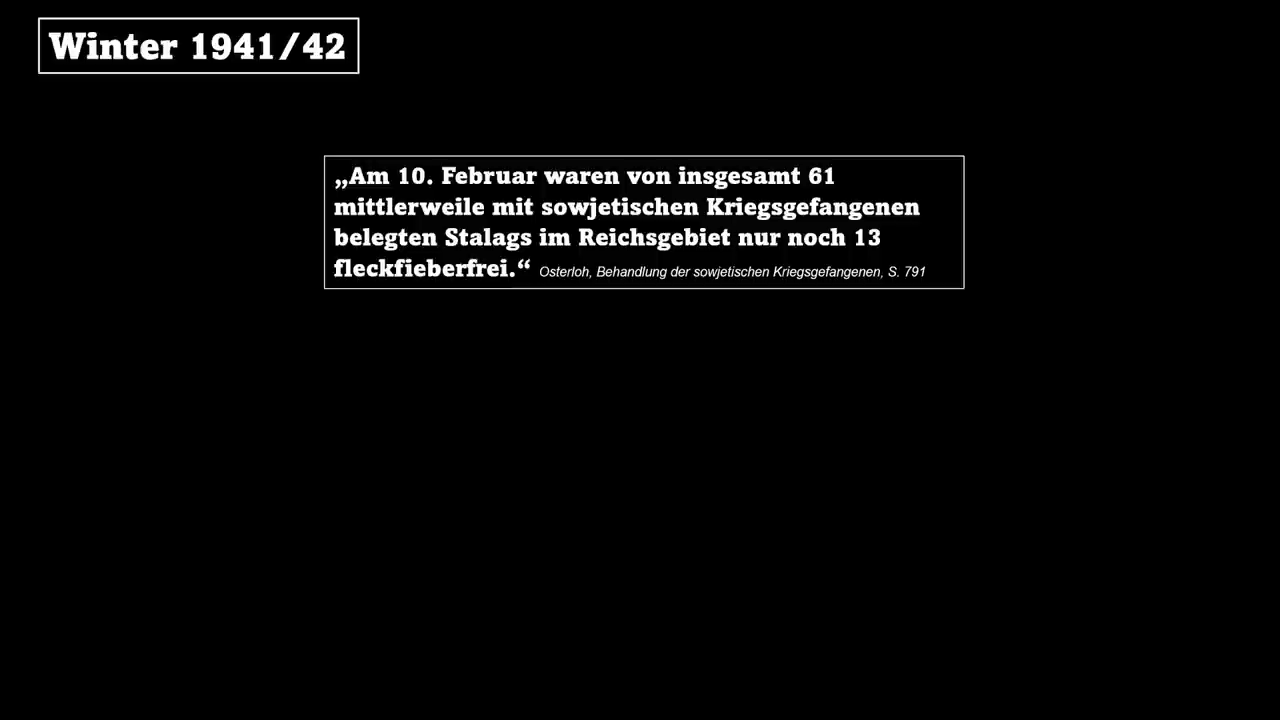 Winter 1941/42
„Am 10. Februar waren von insgesamt 61
mittlerweile mit sowjetischen Kriegsgefangenen
belegten Stalags im Reichsgebiet nur noch 13
fleckfieberfrei.“ Osterloh, Behandlung der sowjetischen Kriegsgefangenen, S. 791